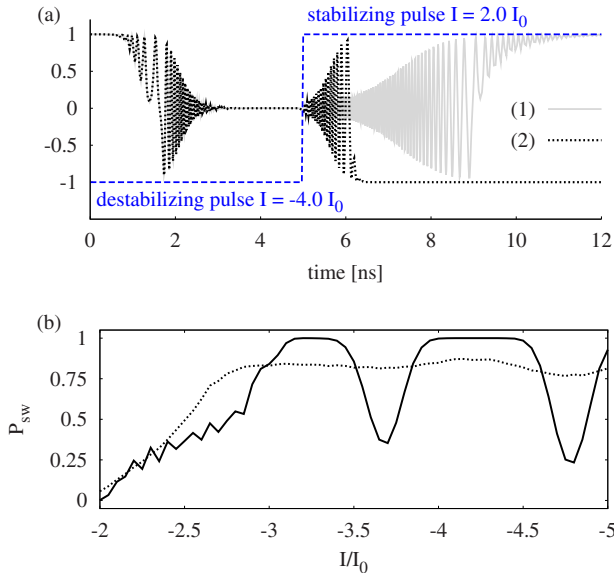 (a)
stabilizing pulse I = 2.0 I0
1
0.5
0
-0.5
-1
(1)
(2)
destabilizing pulse I = -4.0 I0
0 2 4 6 8 10 12
time [ns]
(b)
1
0.75
0.5
0.25
0
Psw
-2 -2.5 -3 -3.5 -4 -4.5 -5
I/I0